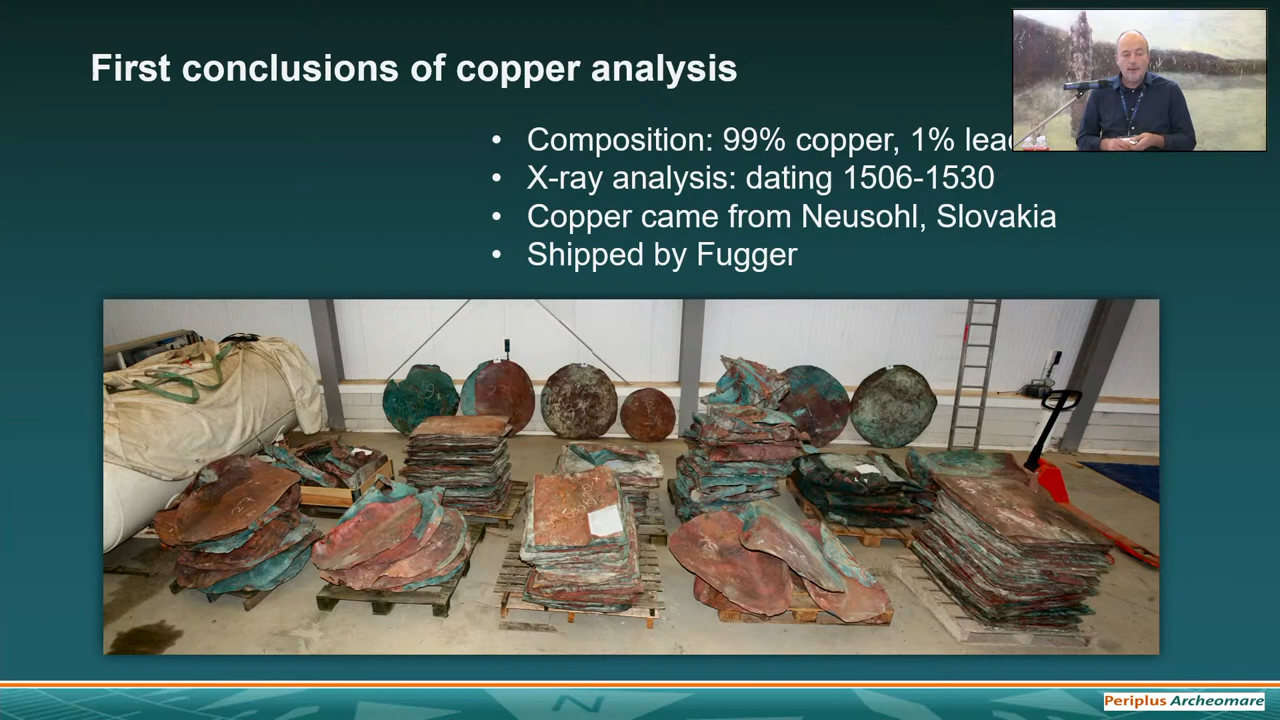 First conclusions of copper analysis
• Composition: 99% copper, 1%
• X-ray analysis: dating 1506-1530
• Copper came from Neusohl, Slovakia
• Shipped by Fugger
Periplus Archeomare